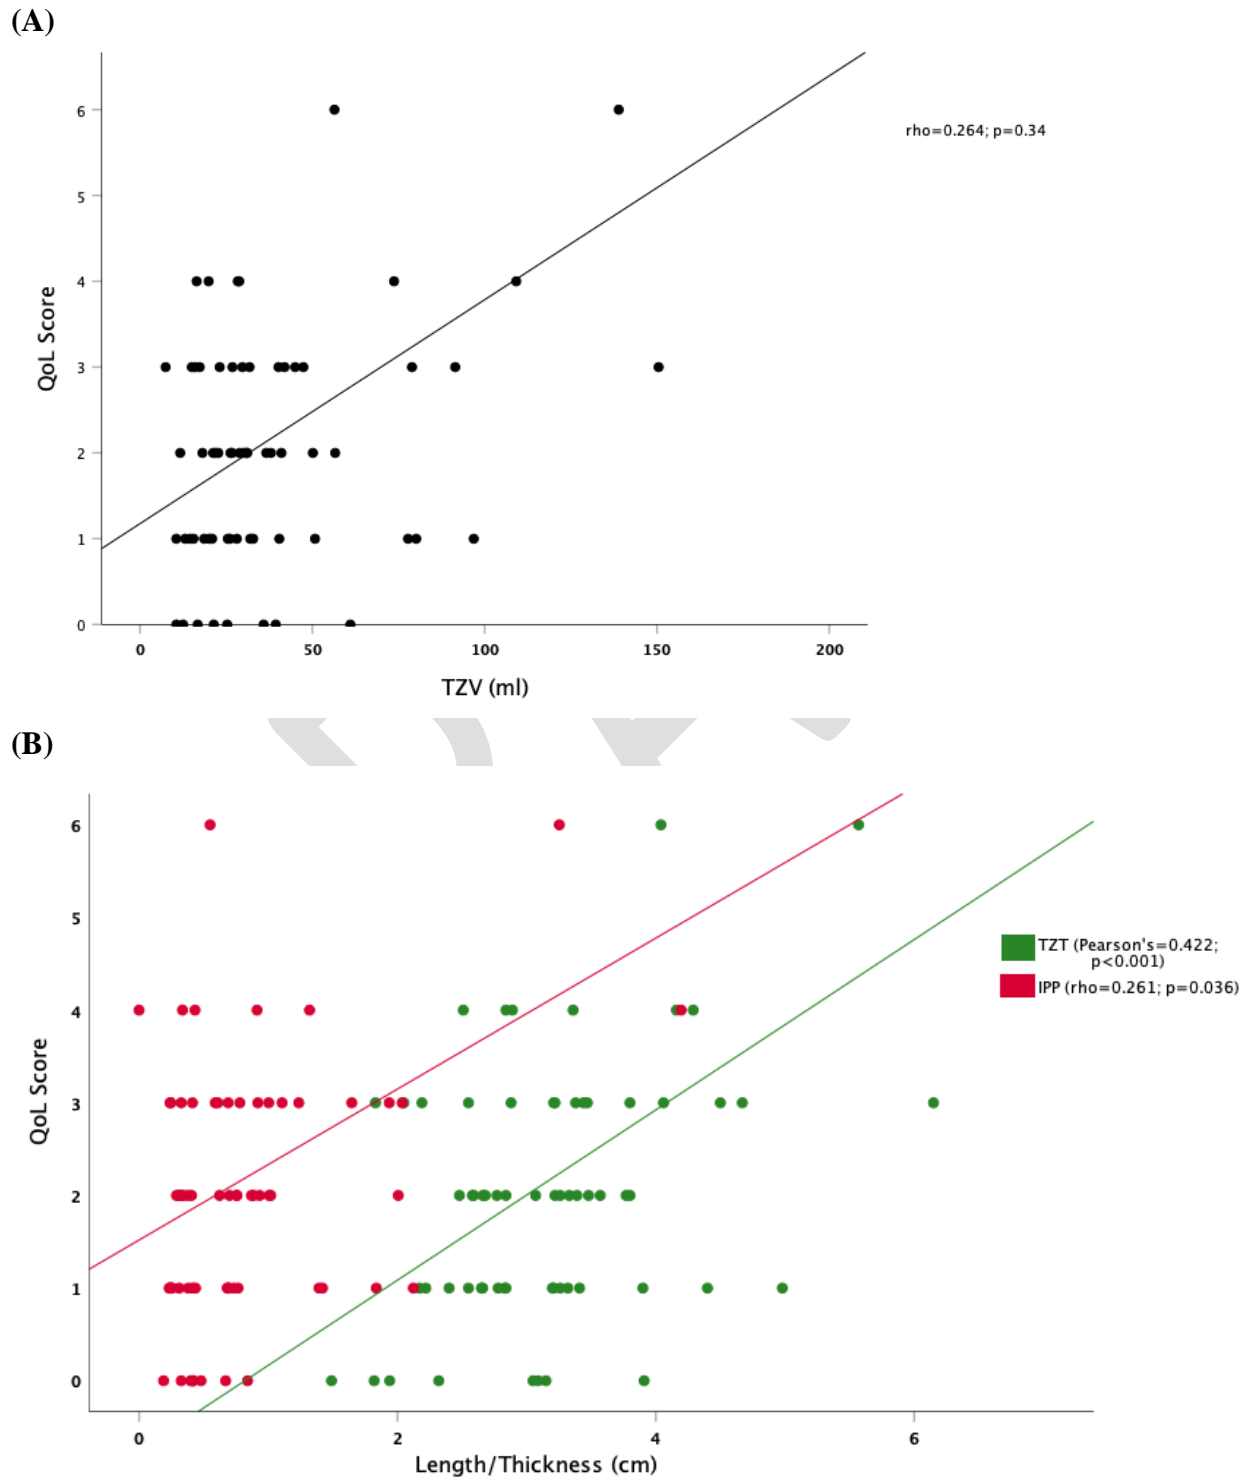 (A)
6
5
4
3
2
1
0
QoL Score
rho=0.264; p=0.34
0 50 100 150 200
TZV (ml)
(B)
6
5
4
3
2
1
0
QoL Score
TZT (Pearson's=0.422;
p<0.001)
IPP (rho=0.261; p=0.036)
0 2 4 6
Length/Thickness (cm)